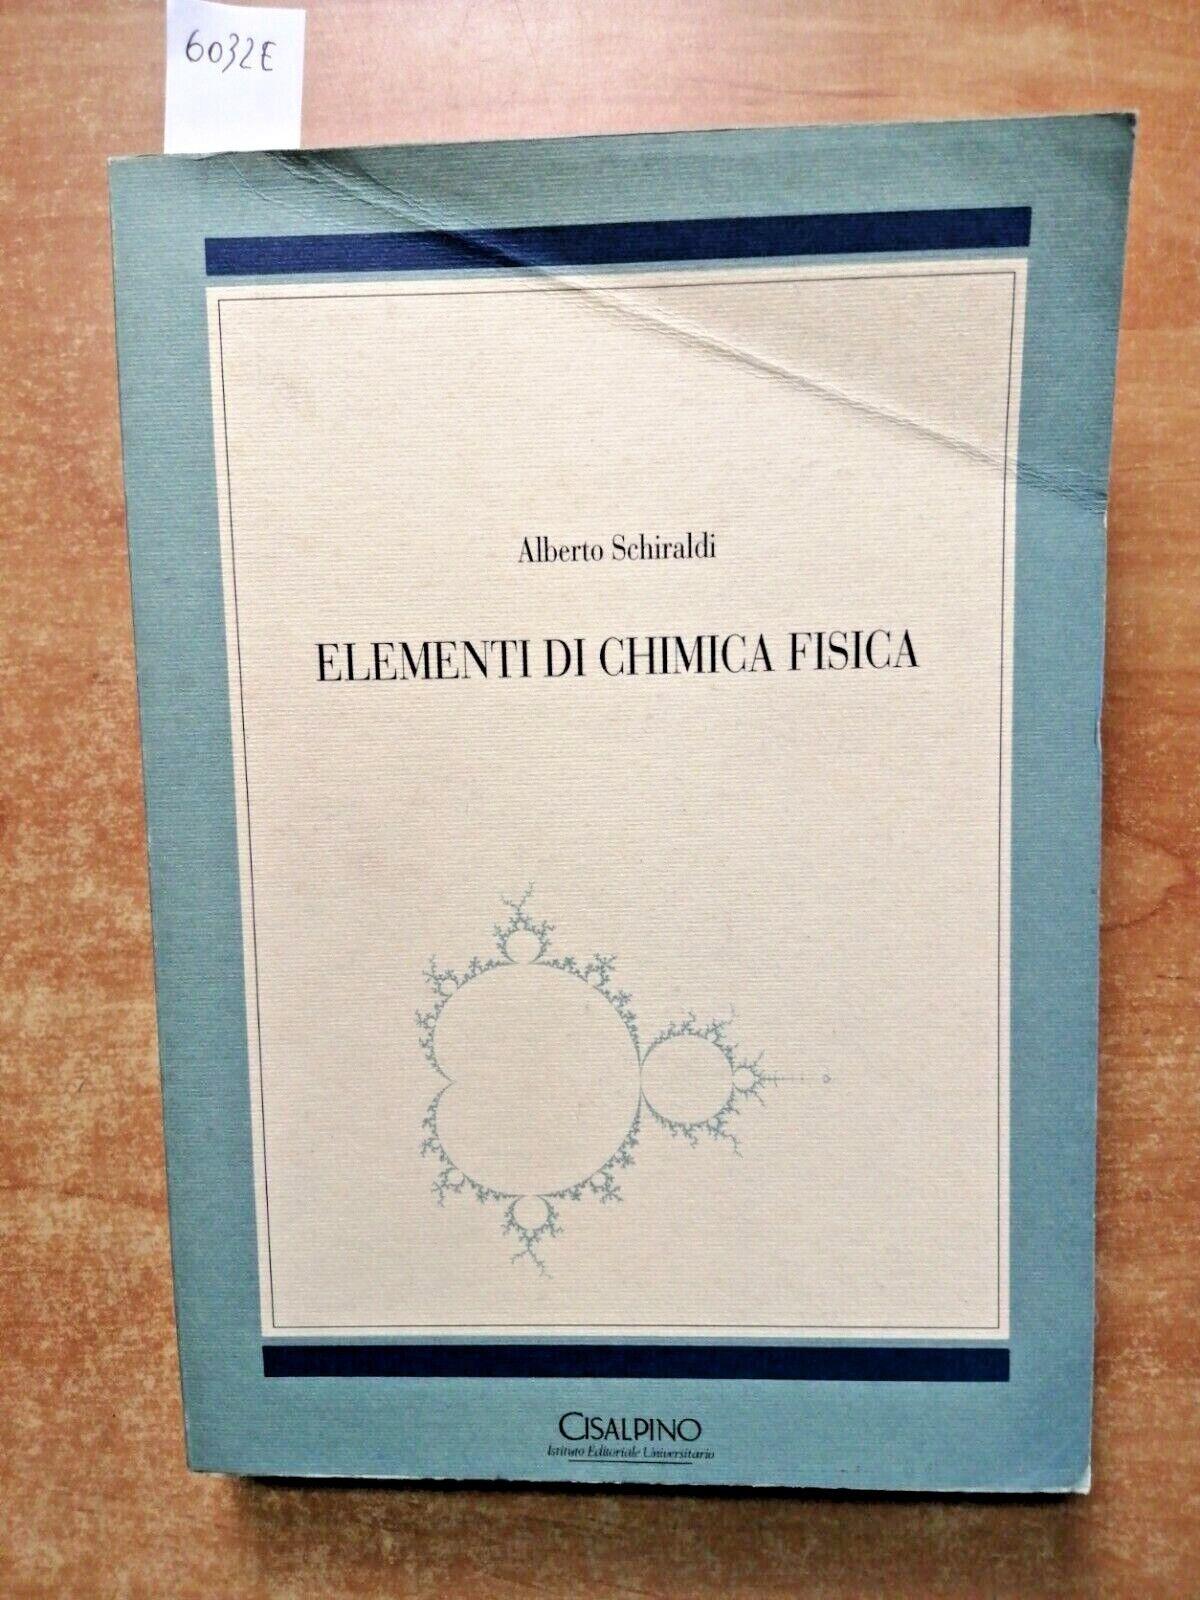 6032E
Alberto Schiraldi
ELEMENTI DI CHIMICA FISICA
CISALPINO
Istituto Editoriale Universitario